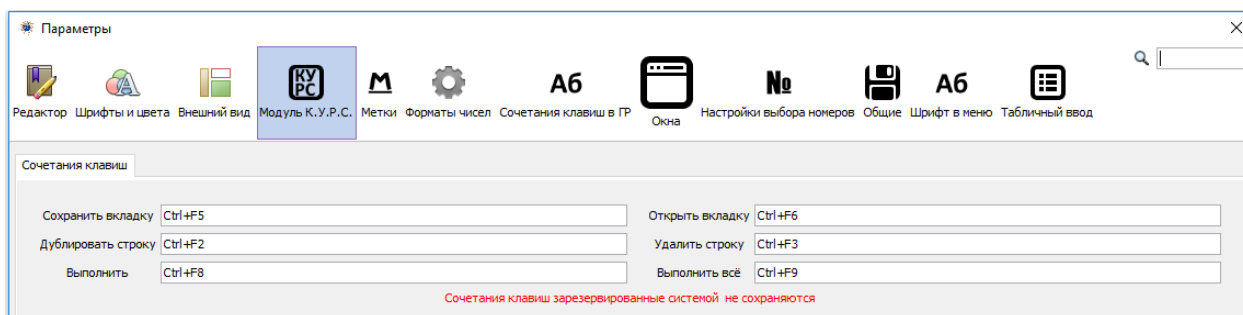 Параметры
КУ
РС
М
Аб
№
Аб
Редактор Шрифты и цвета Внешний вид Модуль К.У.Р.С. Метки Форматы чисел Сочетания клавиш в ГР Окна Настройки выбора номеров Общие Шрифт в меню Табличный ввод
Сочетания клавиш
Сохранить вкладку Ctrl+F5 Открыть вкладку Ctrl+F6
Дублировать строку Ctrl+F2 Удалить строку Ctrl+F3
Выполнить Ctrl+F8 Выполнить всё Ctrl+F9
Сочетания клавиш зарезервированные системой не сохраняются